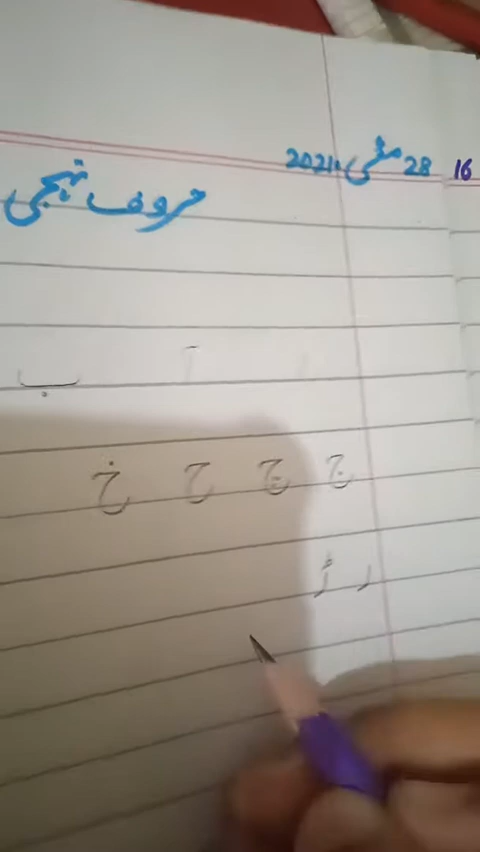 16
28 مئی 2021ء
حروف تہجی
ا آ ب
ج چ ح خ
ر ڑ